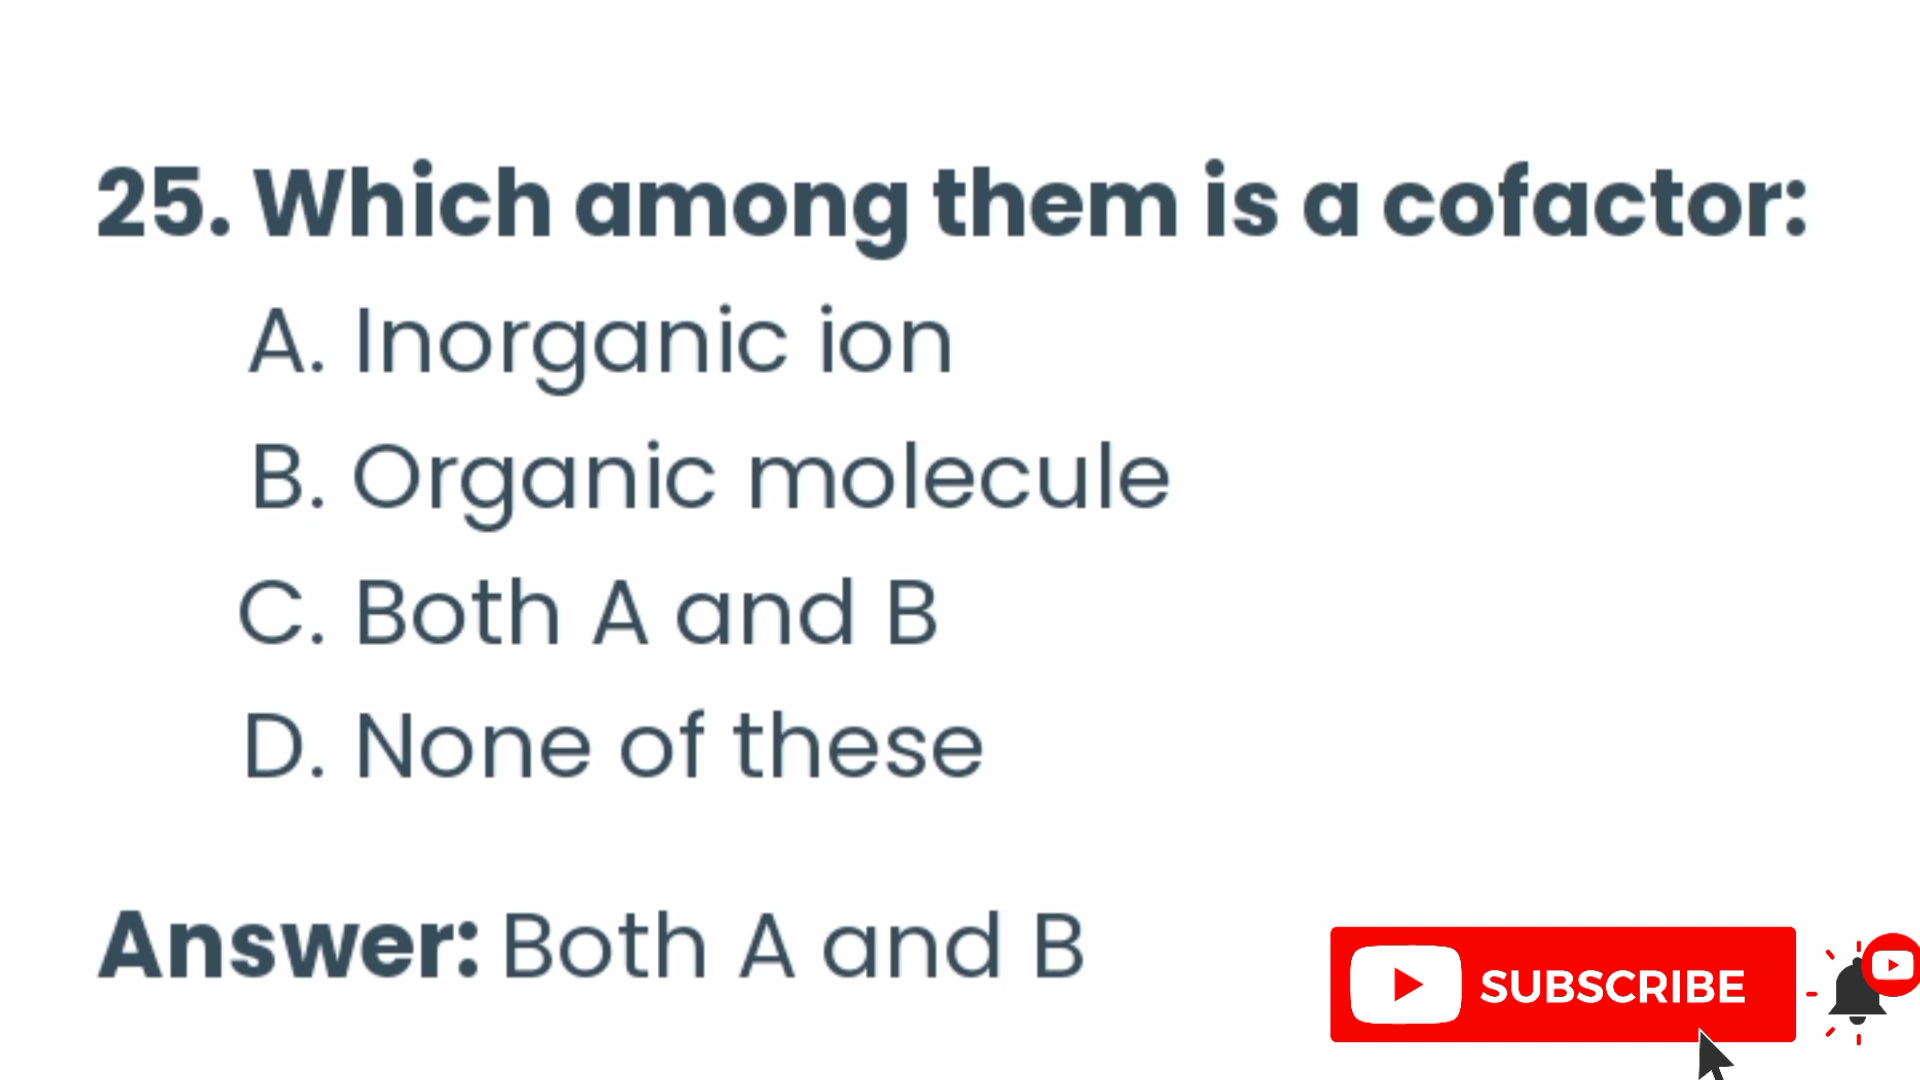 25. Which among them is a cofactor:
A. Inorganic ion
B. Organic molecule
C. Both A and B
D. None of these
Answer: Both A and B
SUBSCRIBE